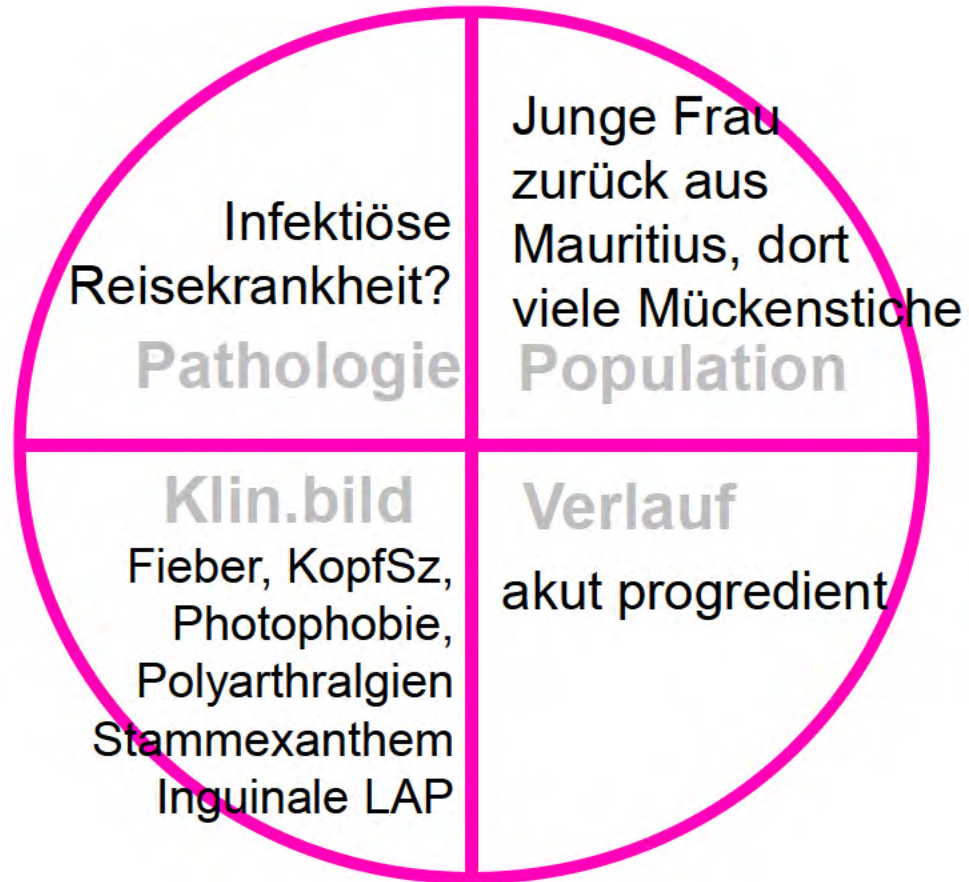 Infektiöse
Reisekrankheit?
Pathologie
Junge Frau
zurück aus
Mauritius, dort
viele Mückenstiche
Population
Klin.bild
Fieber, KopfSz,
Photophobie,
Polyarthralgien
Stammexanthem
Inguinale LAP
Verlauf
akut progredient